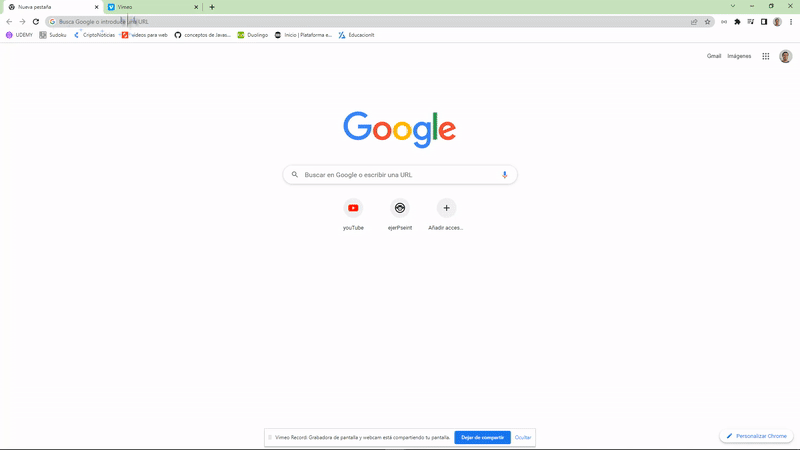 Nueva pestaña
Vimeo
Busca Google o introduce una URL
UDEMY
Sudoku
CriptoNoticias
videos para web
conceptos de Javas...
Duolingo
Inicio | Plataforma e...
EducacionIt
Gmail
Imágenes
Google
Buscar en Google o escribir una URL
youTube
ejerPseint
Añadir acces...
Vimeo Record: Grabadora de pantalla y webcam está compartiendo tu pantalla.
Dejar de compartir
Ocultar
Personalizar Chrome